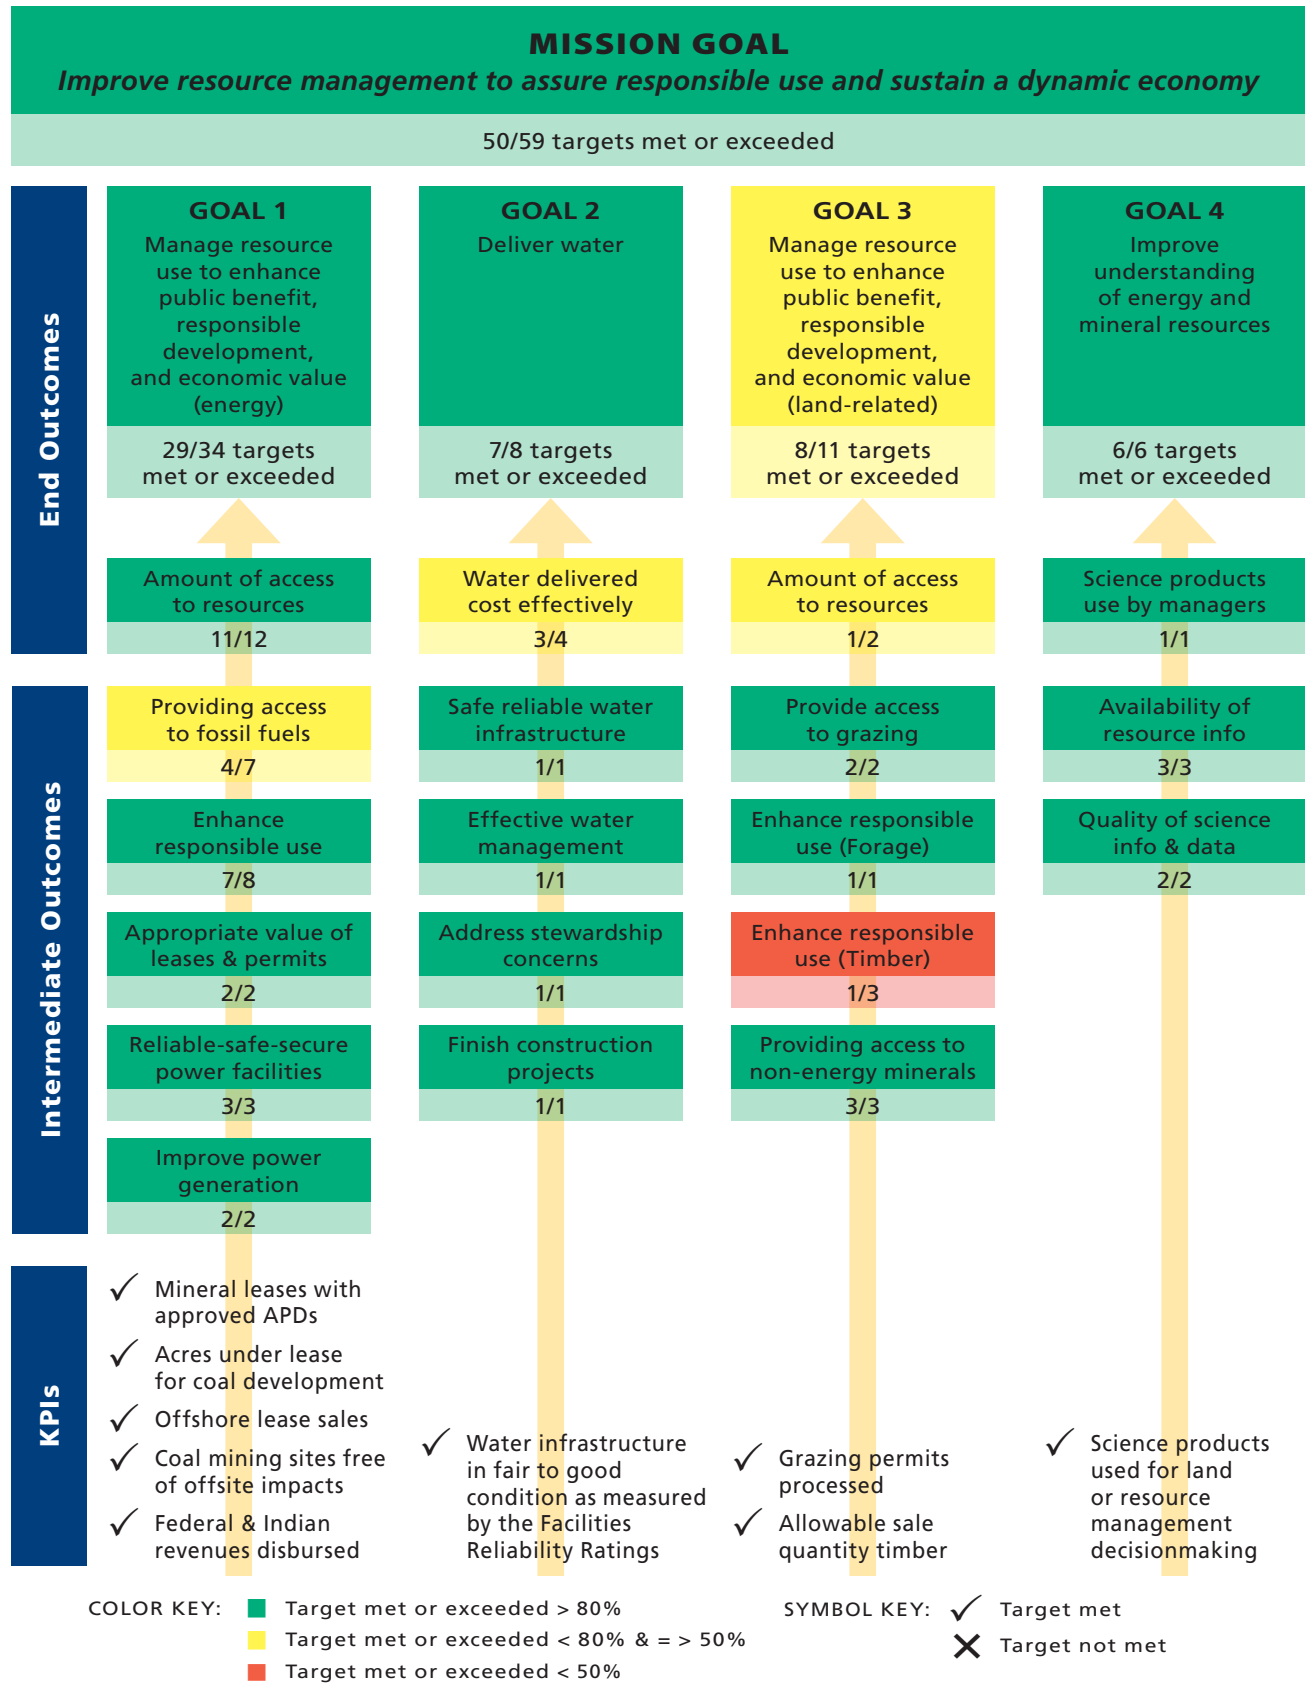 MISSION GOAL
Improve resource management to assure responsible use and sustain a dynamic economy
50/59 targets met or exceeded
End Outcomes
GOAL 1
Manage resource
use to enhance
public benefit,
responsible
development,
and economic value
(energy)
29/34 targets
met or exceeded
GOAL 2
Deliver water
7/8 targets
met or exceeded
GOAL 3
Manage resource
use to enhance
public benefit,
responsible
development,
and economic value
(land-related)
8/11 targets
met or exceeded
GOAL 4
Improve
understanding
of energy and
mineral resources
6/6 targets
met or exceeded
Amount of access
to resources
11/12
Water delivered
cost effectively
3/4
Amount of access
to resources
1/2
Science products
use by managers
1/1
Intermediate Outcomes
Providing access
to fossil fuels
4/7
Enhance
responsible use
7/8
Appropriate value of
leases & permits
2/2
Reliable-safe-secure
power facilities
3/3
Improve power
generation
2/2
Safe reliable water
infrastructure
1/1
Effective water
management
1/1
Address stewardship
concerns
1/1
Finish construction
projects
1/1
Provide access
to grazing
2/2
Enhance responsible
use (Forage)
1/1
Enhance responsible
use (Timber)
1/3
Providing access to
non-energy minerals
3/3
Availability of
resource info
3/3
Quality of science
info & data
2/2
KPIs
✓ Mineral leases with
approved APDs
✓ Acres under lease
for coal development
✓ Offshore lease sales
✓ Coal mining sites free
of offsite impacts
✓ Federal & Indian
revenues disbursed
✓ Water infrastructure
in fair to good
condition as measured
by the Facilities
Reliability Ratings
✓ Grazing permits
processed
✓ Allowable sale
quantity timber
✓ Science products
used for land
or resource
management
decisionmaking
COLOR KEY:
Target met or exceeded > 80%
Target met or exceeded < 80% & = > 50%
Target met or exceeded < 50%
SYMBOL KEY:
✓ Target met
✕ Target not met